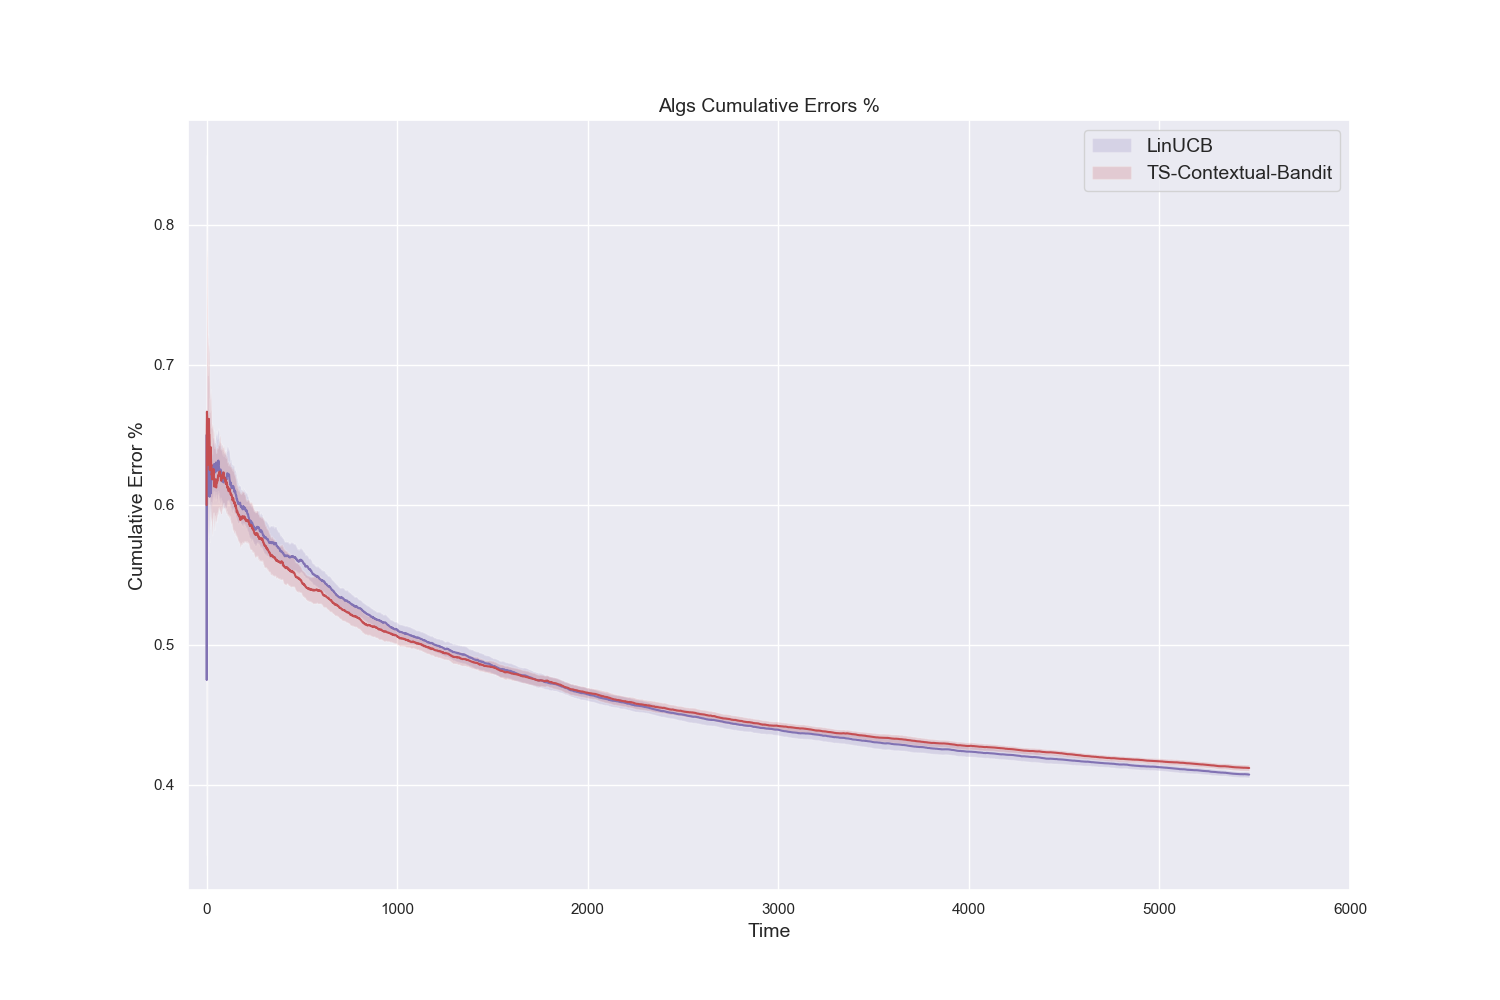 Algs Cumulative Errors %
LinUCB
TS-Contextual-Bandit
0.8
0.7
0.6
0.5
0.4
Cumulative Error %
0 1000 2000 3000 4000 5000 6000
Time